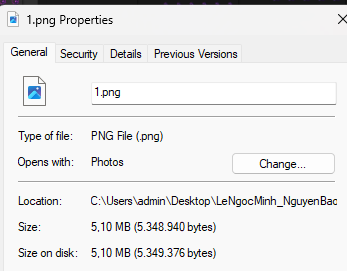 1.png Properties
General Security Details Previous Versions
1.png
Type of file: PNG File (.png)
Opens with: Photos Change...
Location: C:\Users\admin\Desktop\LeNgocMinh_NguyenBao
Size: 5,10 MB (5.348.940 bytes)
Size on disk: 5,10 MB (5.349.376 bytes)